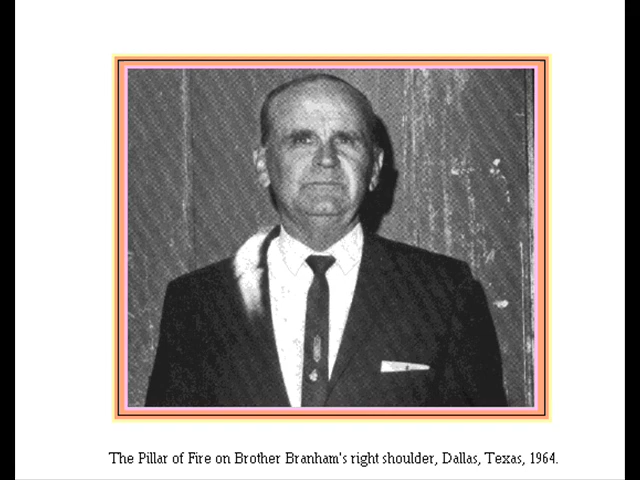 The Pillar of Fire on Brother Branham's right shoulder, Dallas, Texas, 1964.